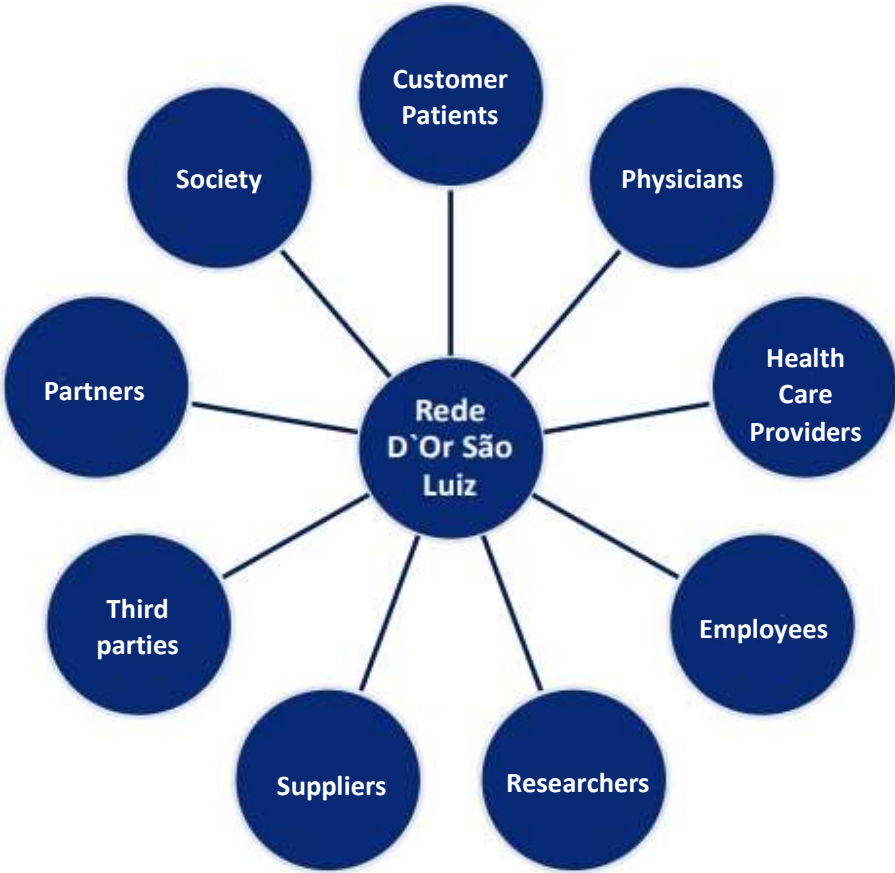 Customer
Patients
Physicians
Health
Care
Providers
Employees
Researchers
Suppliers
Third
parties
Partners
Society
Rede
D`Or São
Luiz